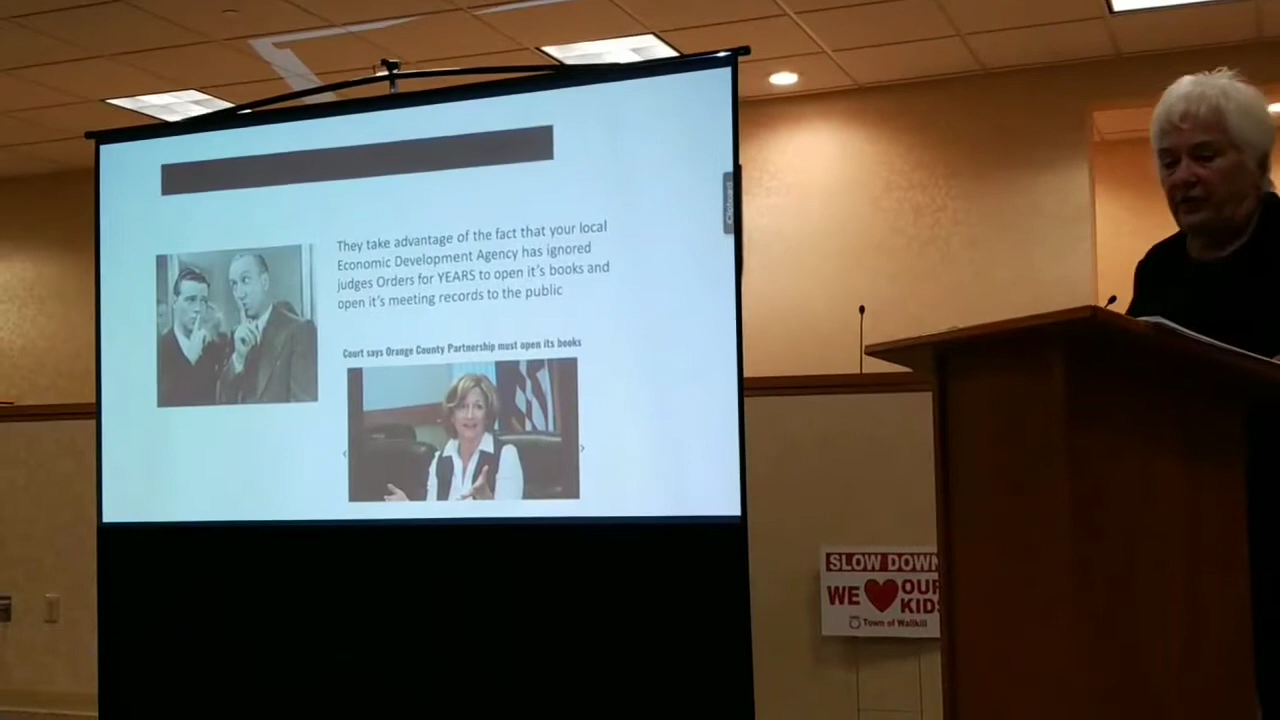 They take advantage of the fact that your local
Economic Development Agency has ignored
judges Orders for YEARS to open it's books and
open it's meeting records to the public
Court says Orange County Partnership must open its books
SLOW DOWN
WE OUR
KIDS
Town of Wallkill